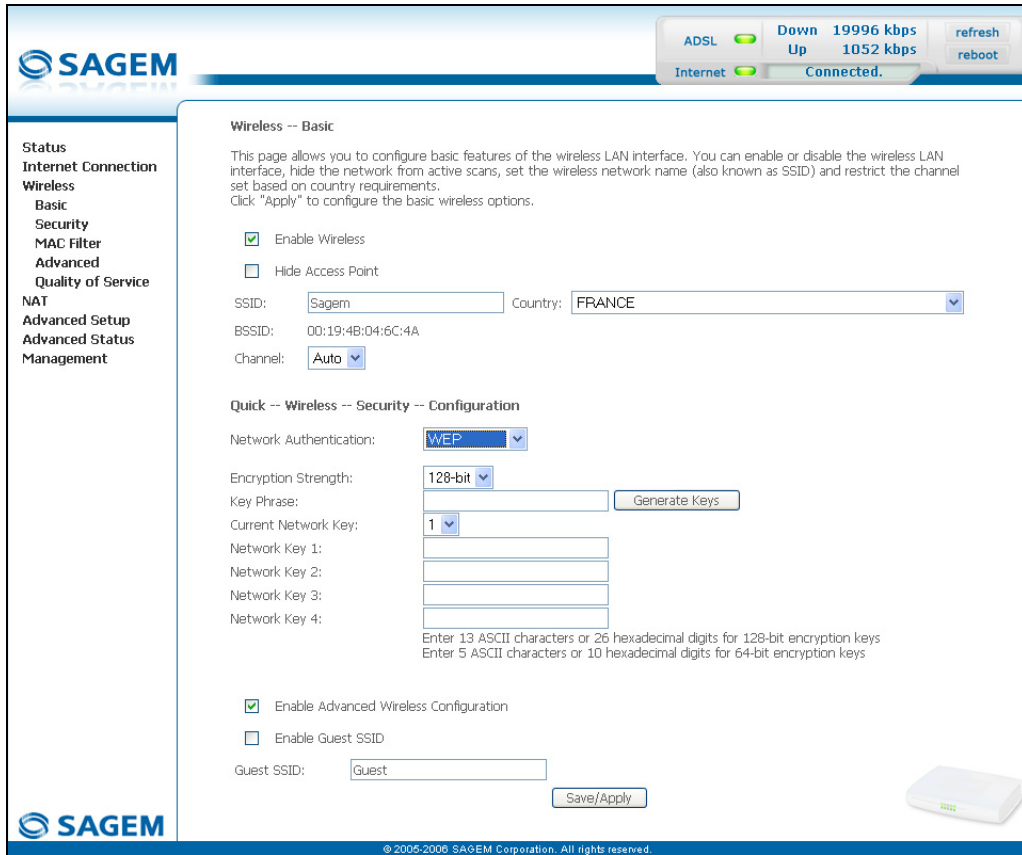 ADSL Down 19996 kbps refresh
Up 1052 kbps reboot
Internet Connected.
SAGEM
Status
Internet Connection
Wireless
Basic
Security
MAC Filter
Advanced
Quality of Service
NAT
Advanced Setup
Advanced Status
Management
Wireless -- Basic
This page allows you to configure basic features of the wireless LAN interface. You can enable or disable the wireless LAN
interface, hide the network from active scans, set the wireless network name (also known as SSID) and restrict the channel
set based on country requirements.
Click "Apply" to configure the basic wireless options.
Enable Wireless
Hide Access Point
SSID: Sagem Country: FRANCE
BSSID: 00:19:4B:04:6C:4A
Channel: Auto
Quick -- Wireless -- Security -- Configuration
Network Authentication: WEP
Encryption Strength: 128-bit
Key Phrase: Generate Keys
Current Network Key: 1
Network Key 1:
Network Key 2:
Network Key 3:
Network Key 4:
Enter 13 ASCII characters or 26 hexadecimal digits for 128-bit encryption keys
Enter 5 ASCII characters or 10 hexadecimal digits for 64-bit encryption keys
Enable Advanced Wireless Configuration
Enable Guest SSID
Guest SSID: Guest
Save/Apply
SAGEM
© 2005-2006 SAGEM Corporation. All rights reserved.